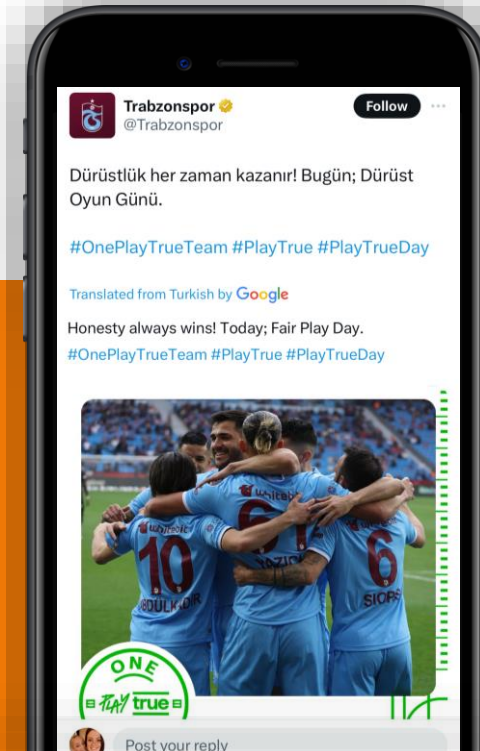 Trabzonspor
Follow
@Trabzonspor
Dürüstlük her zaman kazanır! Bugün; Dürüst
Oyun Günü.
#OnePlayTrueTeam #PlayTrue #PlayTrueDay
Translated from Turkish by Google
Honesty always wins! Today; Fair Play Day.
#OnePlayTrueTeam #PlayTrue #PlayTrueDay
10
6
ONE
PLAY true
Post your reply